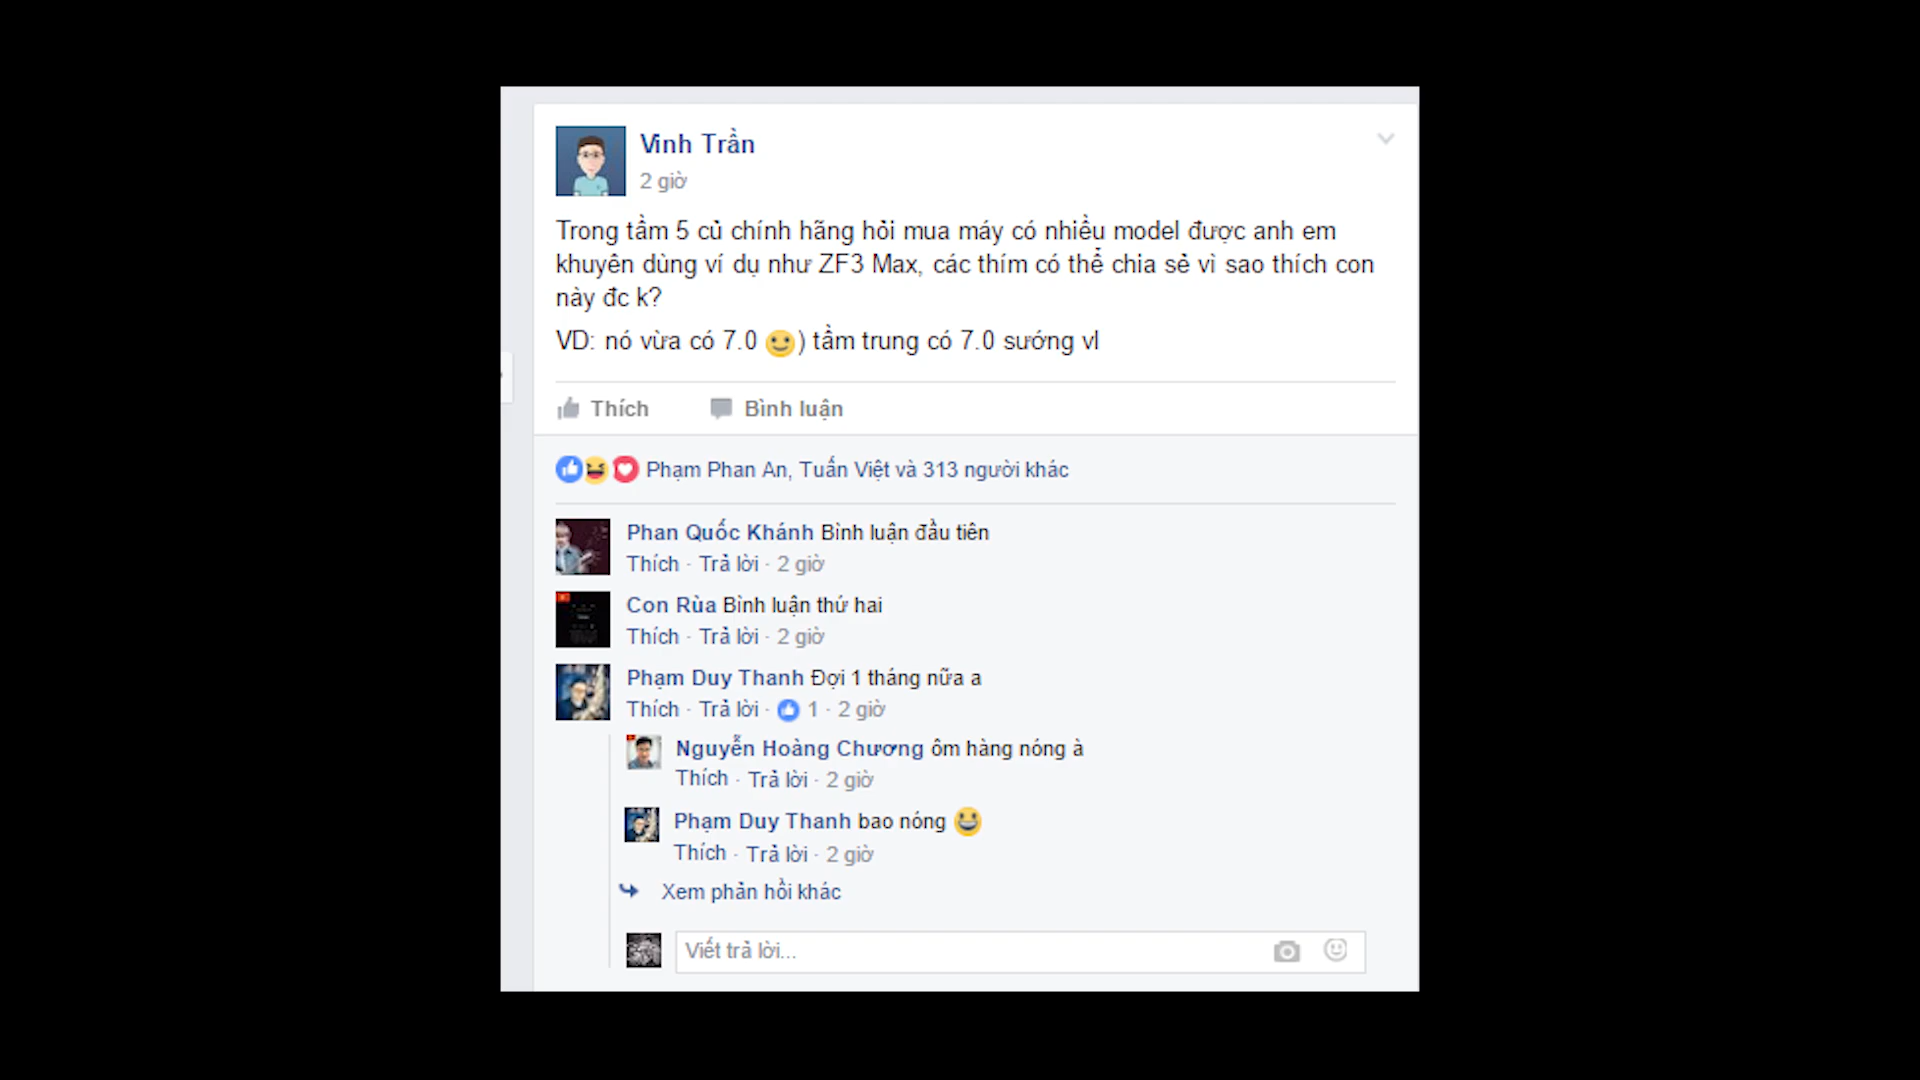 Vinh Trần
2 giờ
Trong tầm 5 củ chính hãng hỏi mua máy có nhiều model được anh em
khuyên dùng ví dụ như ZF3 Max, các thím có thể chia sẻ vì sao thích con
này đc k?
VD: nó vừa có 7.0 🙂) tầm trung có 7.0 sướng vl
Thích Bình luận
Phạm Phan An, Tuấn Việt và 313 người khác
Phan Quốc Khánh Bình luận đầu tiên
Thích · Trả lời · 2 giờ
Con Rùa Bình luận thứ hai
Thích · Trả lời · 2 giờ
Phạm Duy Thanh Đợi 1 tháng nữa a
Thích · Trả lời · 1 · 2 giờ
Nguyễn Hoàng Chương ôm hàng nóng à
Thích · Trả lời · 2 giờ
Phạm Duy Thanh bao nóng 😃
Thích · Trả lời · 2 giờ
Xem phản hồi khác
Viết trả lời...